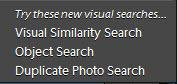 Try these new visual searches...
Visual Similarity Search
Object Search
Duplicate Photo Search